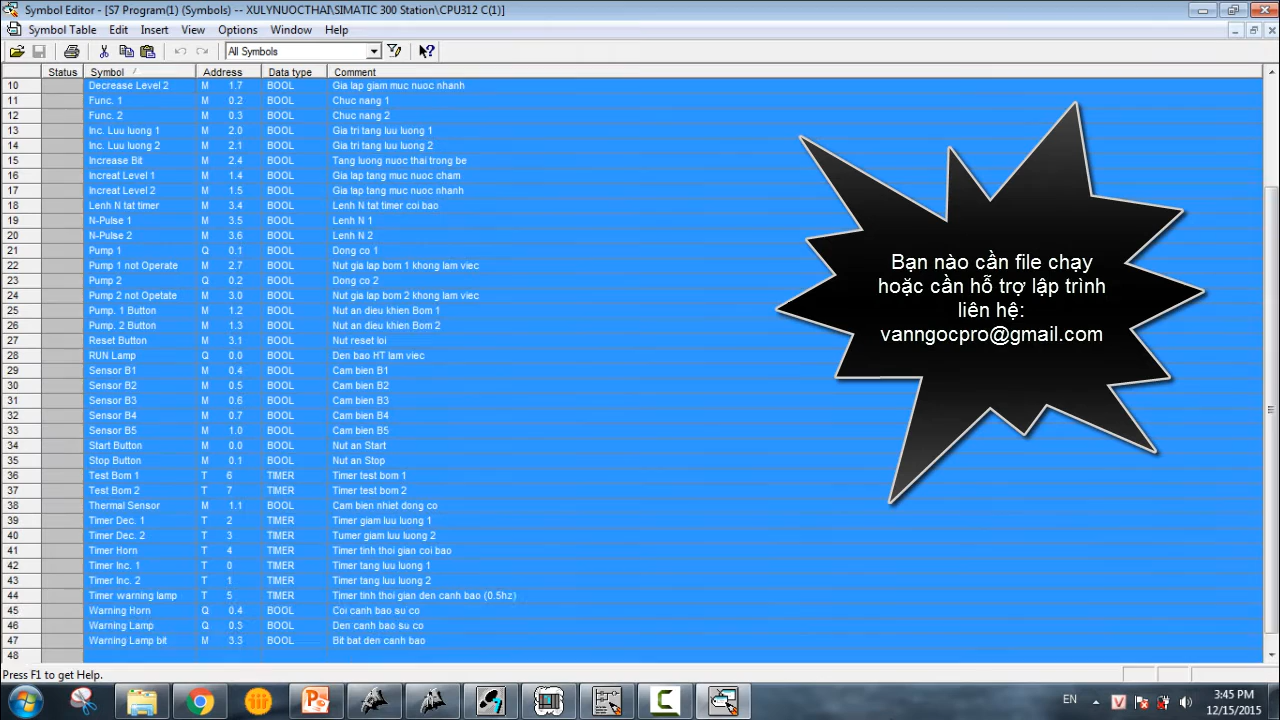 Symbol Editor - [S7 Program(1) (Symbols) -- XULYNUOCTHAI\SIMATIC 300 Station\CPU312 C(1)]
Symbol Table Edit Insert View Options Window Help
All Symbols
Status Symbol / Address Data type Comment
10 Decrease Level 2 M 1.7 BOOL Gia lap giam muc nuoc nhanh
11 Func. 1 M 0.2 BOOL Chuc nang 1
12 Func. 2 M 0.3 BOOL Chuc nang 2
13 Inc. Luu luong 1 M 2.0 BOOL Gia tri tang luu luong 1
14 Inc. Luu luong 2 M 2.1 BOOL Gia tri tang luu luong 2
15 Increase Bit M 2.4 BOOL Tang luong nuoc thai trong be
16 Increat Level 1 M 1.4 BOOL Gia lap tang muc nuoc cham
17 Increat Level 2 M 1.5 BOOL Gia lap tang muc nuoc nhanh
18 Lenh N tat timer M 3.4 BOOL Lenh N tat timer coi bao
19 N-Pulse 1 M 3.5 BOOL Lenh N 1
20 N-Pulse 2 M 3.6 BOOL Lenh N 2
21 Pump 1 Q 0.1 BOOL Dong co 1
22 Pump 1 not Operate M 2.7 BOOL Nut gia lap bom 1 khong lam viec
23 Pump 2 Q 0.2 BOOL Dong co 2
24 Pump 2 not Opetate M 3.0 BOOL Nut gia lap bom 2 khong lam viec
25 Pump. 1 Button M 1.2 BOOL Nut an dieu khien Bom 1
26 Pump. 2 Button M 1.3 BOOL Nut an dieu khien Bom 2
27 Reset Button M 3.1 BOOL Nut reset loi
28 RUN Lamp Q 0.0 BOOL Den bao HT lam viec
29 Sensor B1 M 0.4 BOOL Cam bien B1
30 Sensor B2 M 0.5 BOOL Cam bien B2
31 Sensor B3 M 0.6 BOOL Cam bien B3
32 Sensor B4 M 0.7 BOOL Cam bien B4
33 Sensor B5 M 1.0 BOOL Cam bien B5
34 Start Button M 0.0 BOOL Nut an Start
35 Stop Button M 0.1 BOOL Nut an Stop
36 Test Bom 1 T 6 TIMER Timer test bom 1
37 Test Bom 2 T 7 TIMER Timer test bom 2
38 Thermal Sensor M 1.1 BOOL Cam bien nhiet dong co
39 Timer Dec. 1 T 2 TIMER Timer giam luu luong 1
40 Timer Dec. 2 T 3 TIMER Tumer giam luu luong 2
41 Timer Horn T 4 TIMER Timer tinh thoi gian coi bao
42 Timer Inc. 1 T 0 TIMER Timer tang luu luong 1
43 Timer Inc. 2 T 1 TIMER Timer tang luu luong 2
44 Timer warning lamp T 5 TIMER Timer tinh thoi gian den canh bao (0.5hz)
45 Warning Horn Q 0.4 BOOL Coi canh bao su co
46 Warning Lamp Q 0.3 BOOL Den canh bao su co
47 Warning Lamp bit M 3.3 BOOL Bit bat den canh bao
48
Bạn nào cần file chạy
hoặc cần hỗ trợ lập trình
liên hệ:
vanngocpro@gmail.com
Press F1 to get Help.
EN
3:45 PM
12/15/2015